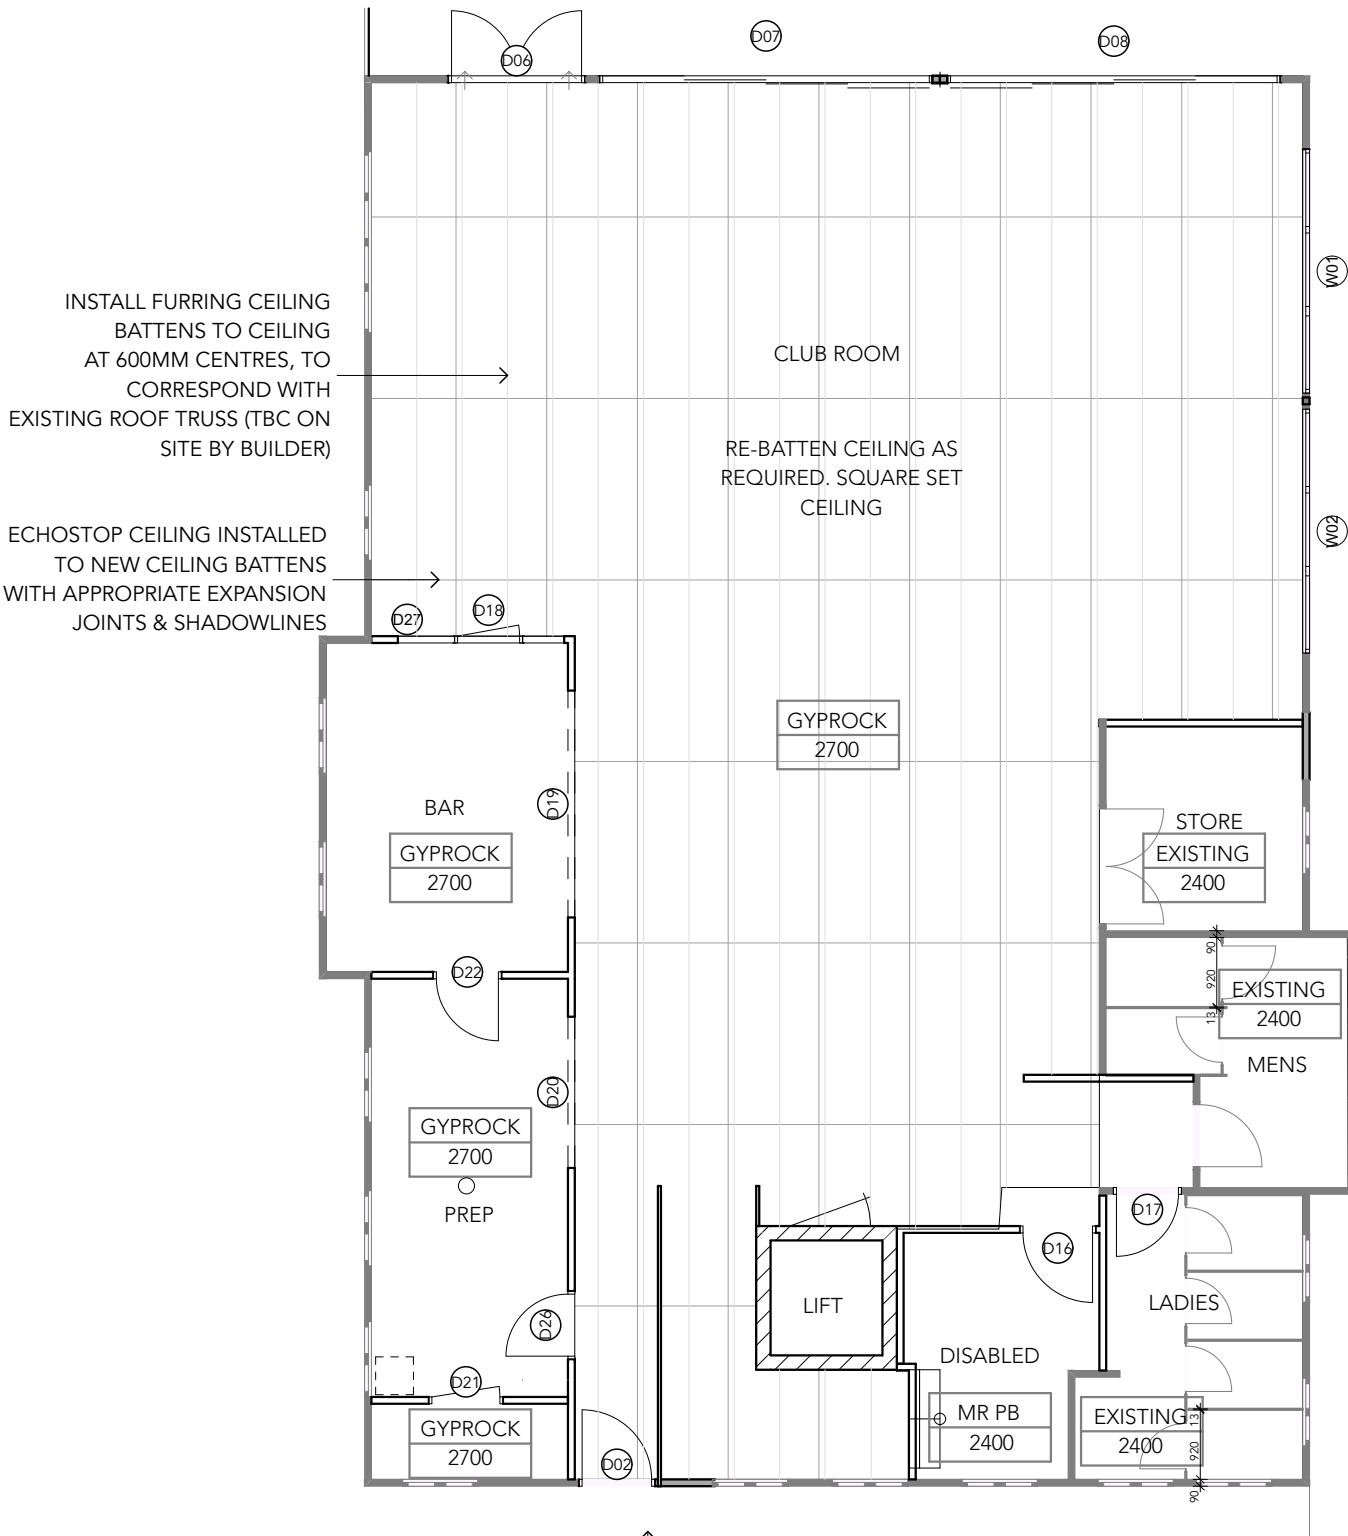 D06
D07
D08
W01
INSTALL FURRING CEILING
BATTENS TO CEILING
AT 600MM CENTRES, TO
CORRESPOND WITH
EXISTING ROOF TRUSS (TBC ON
SITE BY BUILDER)
CLUB ROOM
RE-BATTEN CEILING AS
REQUIRED. SQUARE SET
CEILING
W02
ECHOSTOP CEILING INSTALLED
TO NEW CEILING BATTENS
WITH APPROPRIATE EXPANSION
JOINTS & SHADOWLINES
D27
D18
GYPROCK
2700
BAR
D19
GYPROCK
2700
STORE
EXISTING
2400
D22
90
920
13
EXISTING
2400
MENS
D20
GYPROCK
2700
PREP
D17
D16
LIFT
LADIES
D26
DISABLED
D21
GYPROCK
2700
MR PB
2400
EXISTING
2400
13
920
90
D02